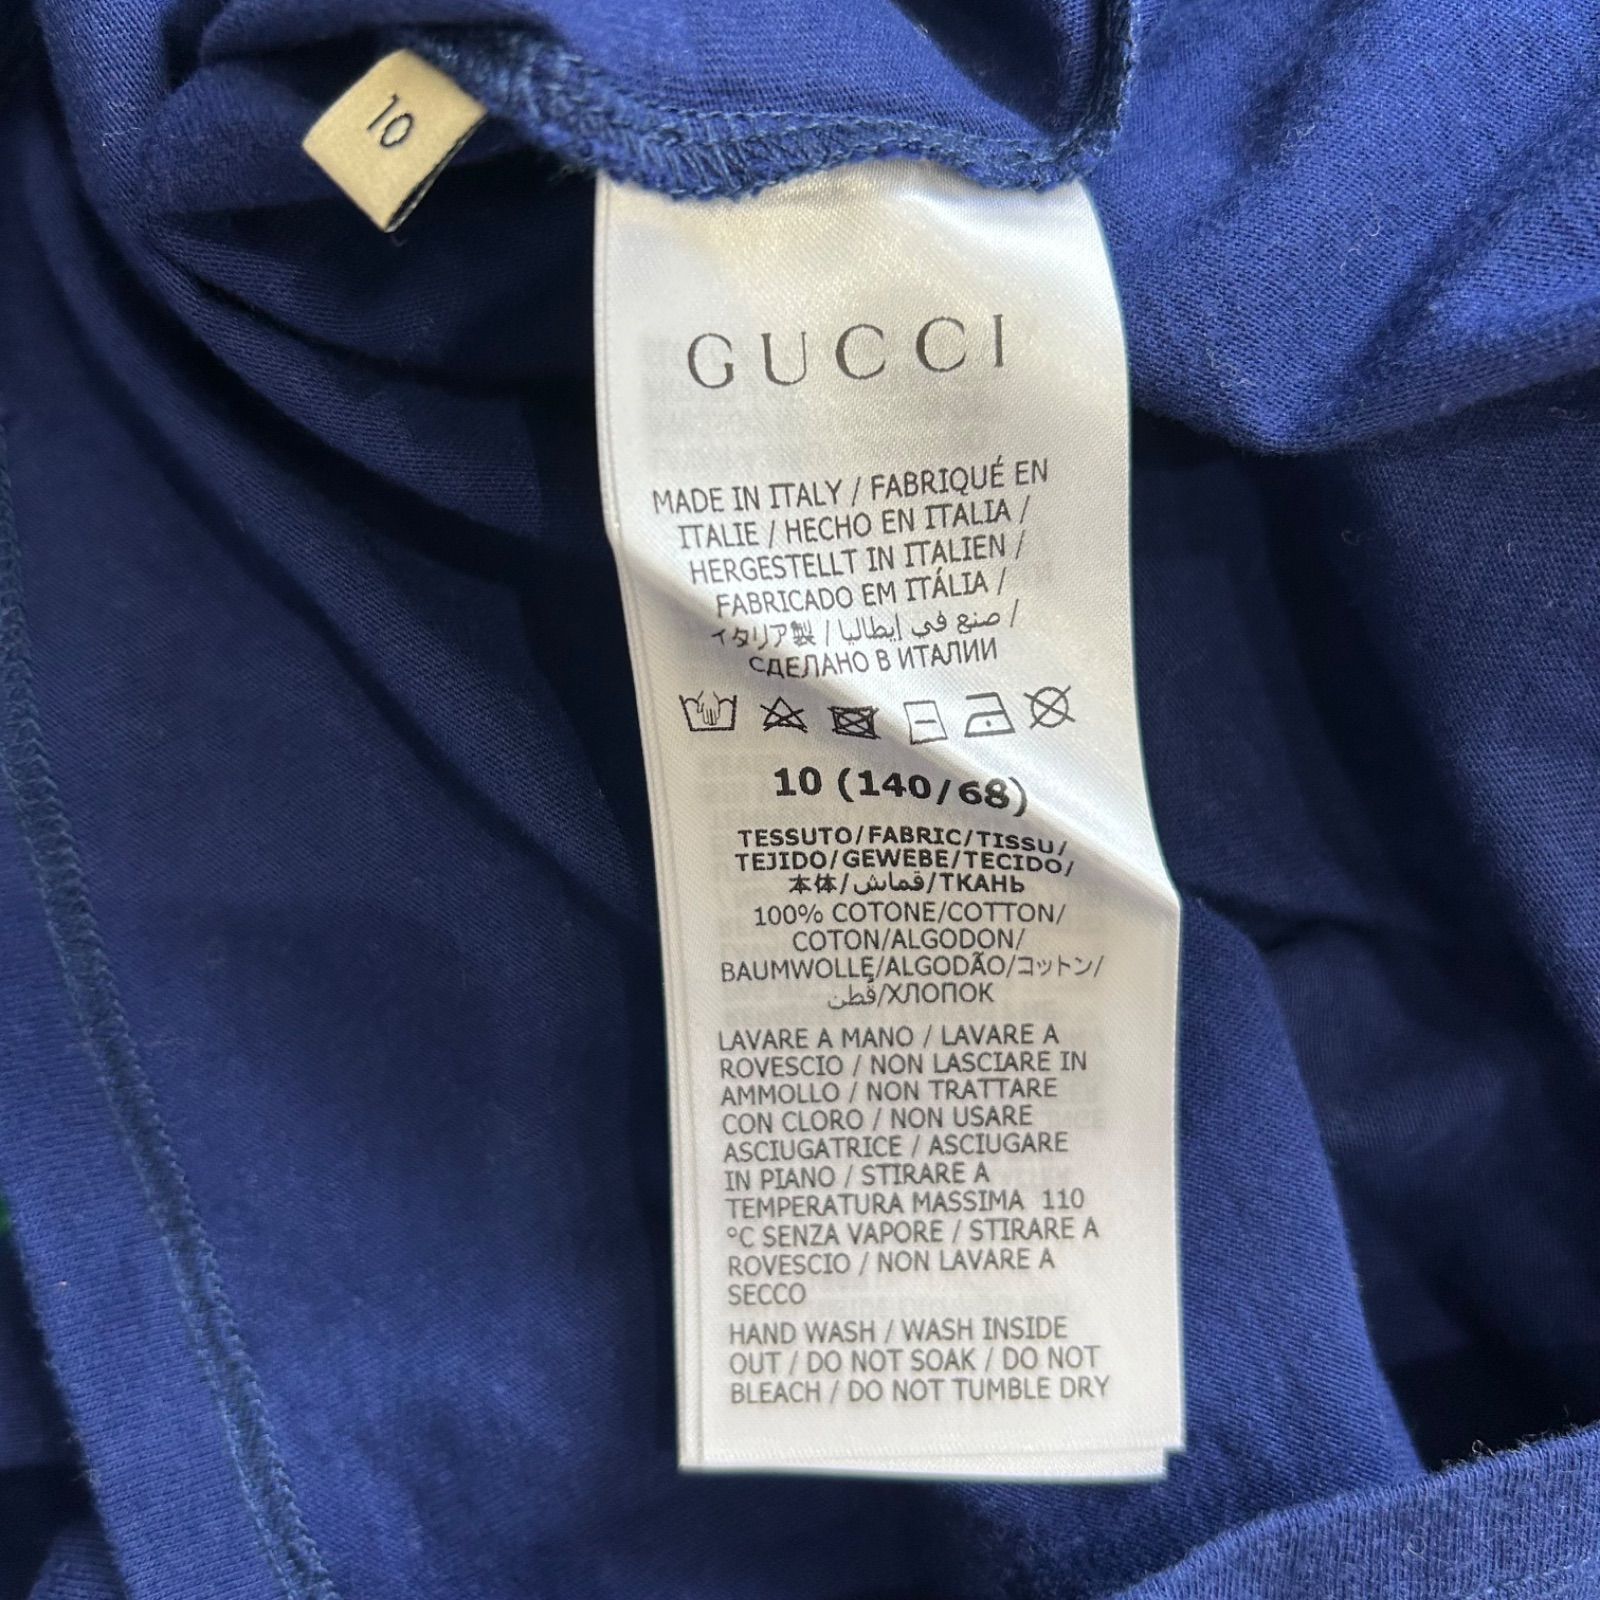 10
GUCCI
MADE IN ITALY / FABRIQUÉ EN
ITALIE / HECHO EN ITALIA /
HERGESTELLT IN ITALIEN /
FABRICADO EM ITÁLIA /
イタリア製 / صنع في إيطاليا /
СДЕЛАНО В ИТАЛИИ
10 (140/68)
TESSUTO/FABRIC/TISSU/
TEJIDO/GEWEBE/TECIDO/
本体/قماش/ТКАНЬ
100% COTONE/COTTON/
COTON/ALGODON/
BAUMWOLLE/ALGODÃO/コットン/
قطن/ХЛОПОК
LAVARE A MANO / LAVARE A
ROVESCIO / NON LASCIARE IN
AMMOLLO / NON TRATTARE
CON CLORO / NON USARE
ASCIUGATRICE / ASCIUGARE
IN PIANO / STIRARE A
TEMPERATURA MASSIMA 110
°C SENZA VAPORE / STIRARE A
ROVESCIO / NON LAVARE A
SECCO
HAND WASH / WASH INSIDE
OUT / DO NOT SOAK / DO NOT
BLEACH / DO NOT TUMBLE DRY